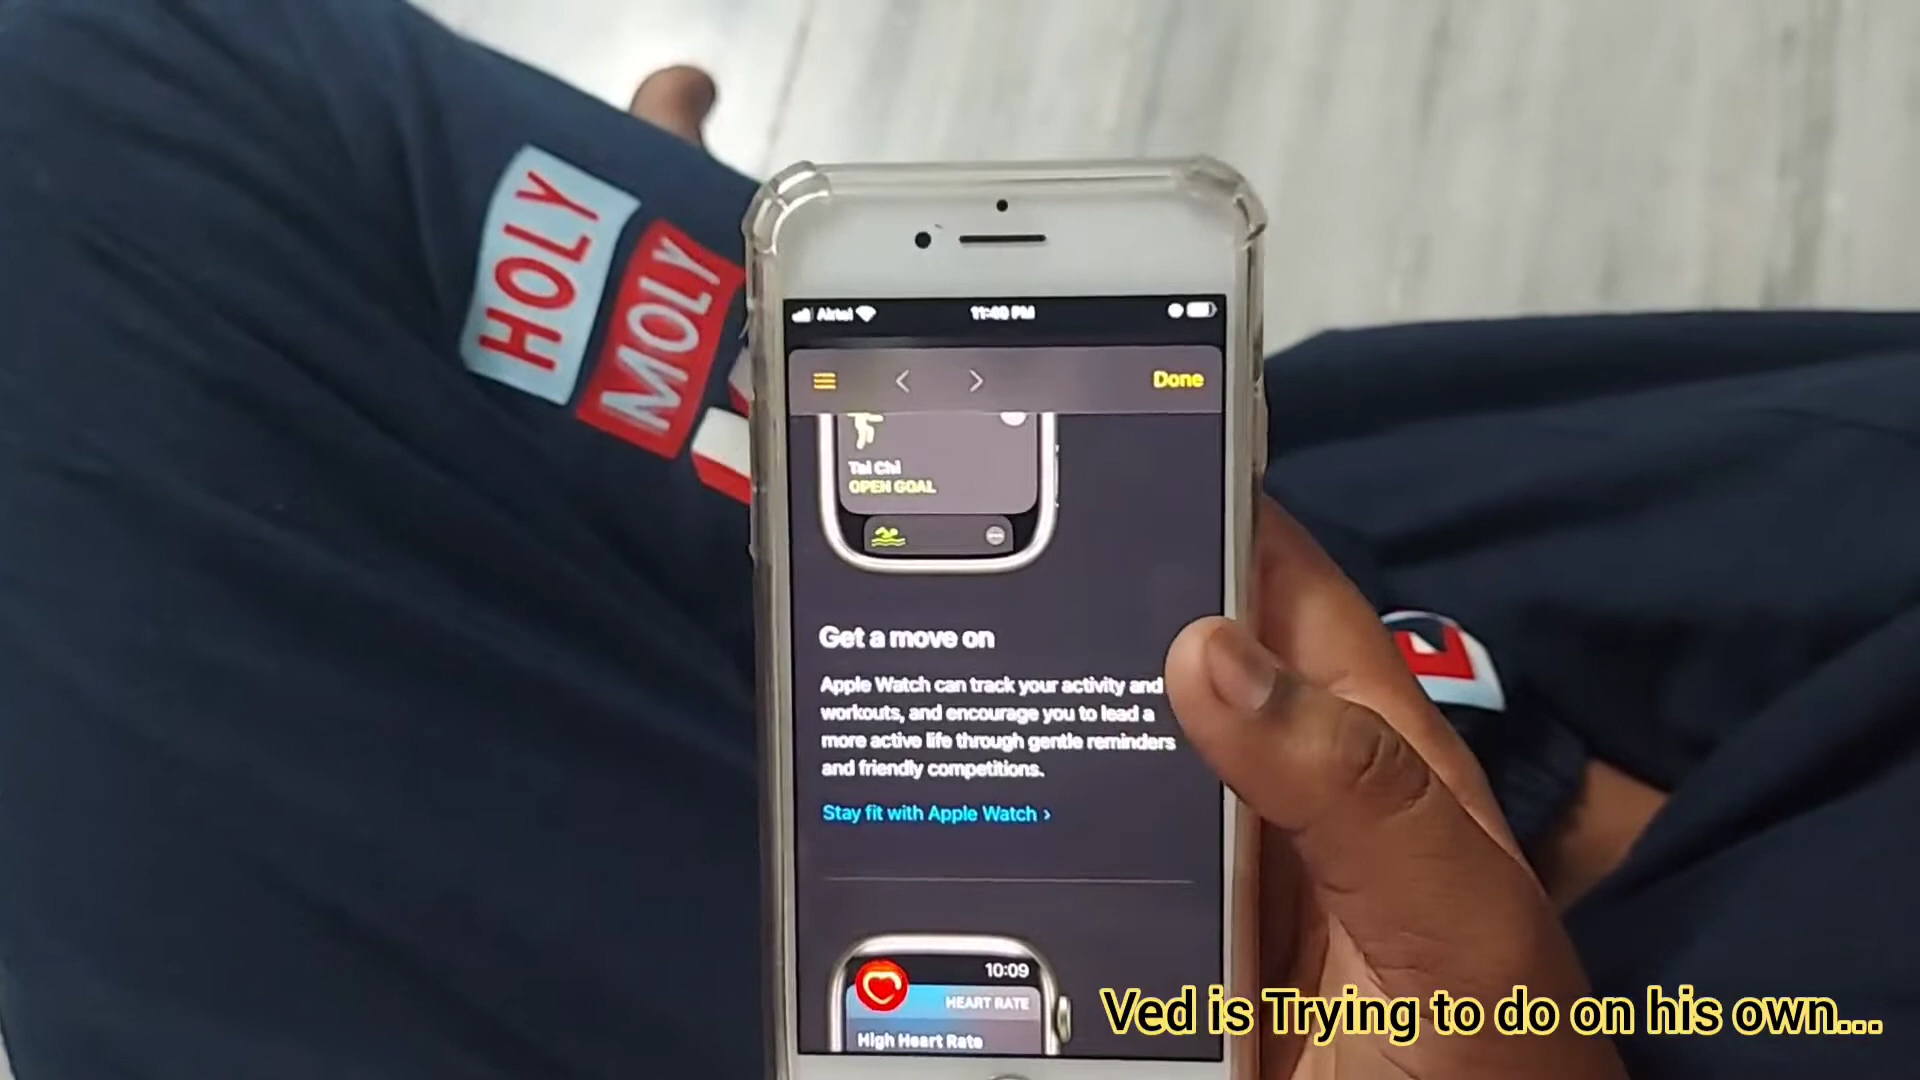 HOLY
MOLY
Airtel
Done
Tai Chi
OPEN GOAL
Get a move on
Apple Watch can track your activity and
workouts, and encourage you to lead a
more active life through gentle reminders
and friendly competitions.
Stay fit with Apple Watch >
10:09
HEART RATE
High Heart Rate
Ved is Trying to do on his own...